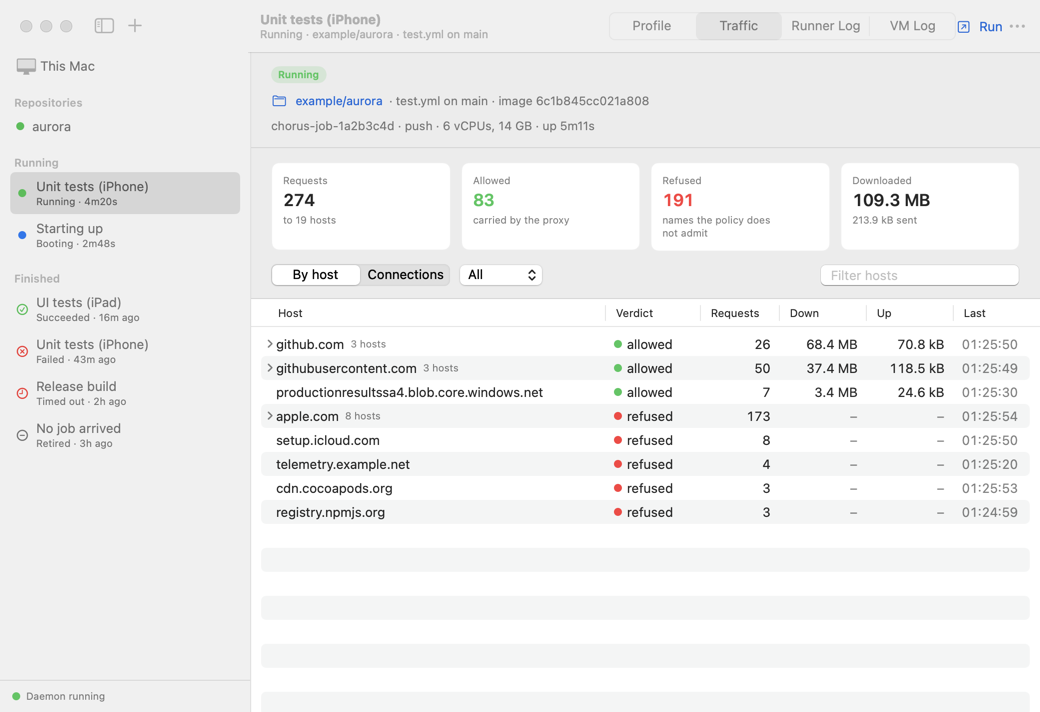 Unit tests (iPhone)
Running · example/aurora · test.yml on main
Profile
Traffic
Runner Log
VM Log
Run
This Mac
Repositories
aurora
Running
Unit tests (iPhone)
Running · 4m20s
Starting up
Booting · 2m48s
Finished
UI tests (iPad)
Succeeded · 16m ago
Unit tests (iPhone)
Failed · 43m ago
Release build
Timed out · 2h ago
No job arrived
Retired · 3h ago
Daemon running
Running
example/aurora · test.yml on main · image 6c1b845cc021a808
chorus-job-1a2b3c4d · push · 6 vCPUs, 14 GB · up 5m11s
Requests
274
to 19 hosts
Allowed
83
carried by the proxy
Refused
191
names the policy does
not admit
Downloaded
109.3 MB
213.9 kB sent
By host
Connections
All
Filter hosts
Host Verdict Requests Down Up Last
github.com 3 hosts allowed 26 68.4 MB 70.8 kB 01:25:50
githubusercontent.com 3 hosts allowed 50 37.4 MB 118.5 kB 01:25:49
productionresultssa4.blob.core.windows.net allowed 7 3.4 MB 24.6 kB 01:25:30
apple.com 8 hosts refused 173 – – 01:25:54
setup.icloud.com refused 8 – – 01:25:50
telemetry.example.net refused 4 – – 01:25:20
cdn.cocoapods.org refused 3 – – 01:25:53
registry.npmjs.org refused 3 – – 01:24:59